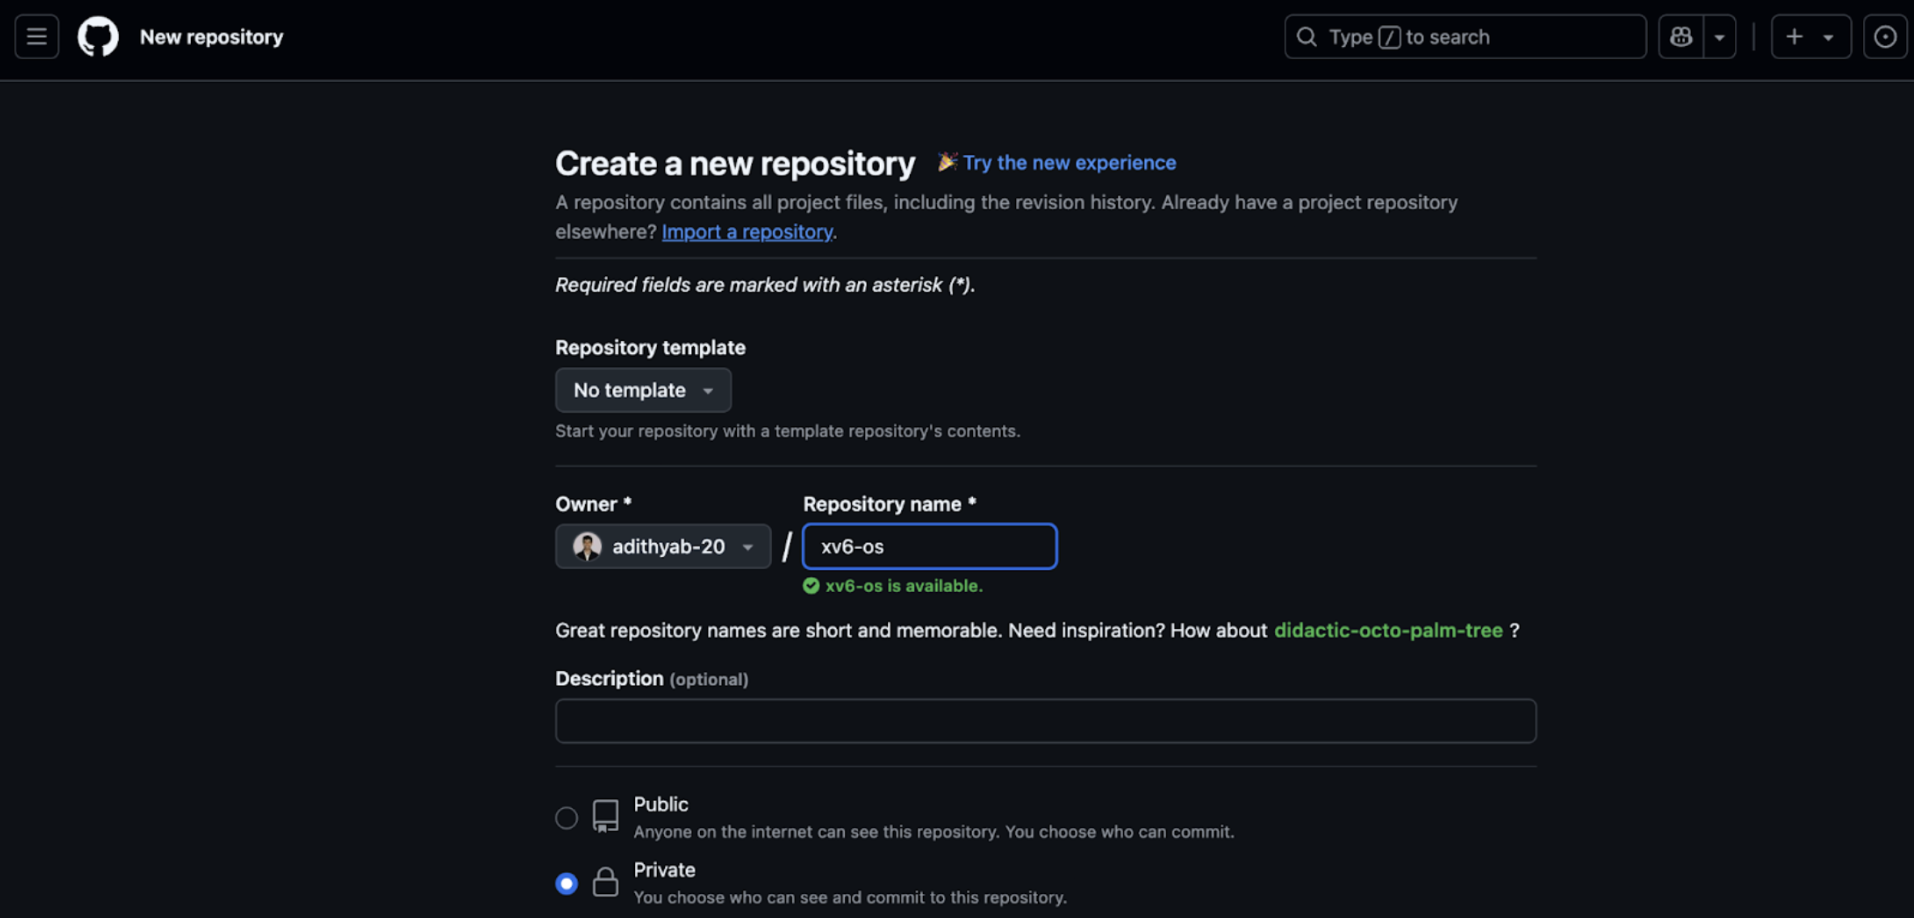 New repository
Type / to search
Create a new repository
Try the new experience
A repository contains all project files, including the revision history. Already have a project repository
elsewhere? Import a repository.
Required fields are marked with an asterisk (*).
Repository template
No template
Start your repository with a template repository's contents.
Owner * Repository name *
adithyab-20 / xv6-os
xv6-os is available.
Great repository names are short and memorable. Need inspiration? How about didactic-octo-palm-tree ?
Description (optional)
Public
Anyone on the internet can see this repository. You choose who can commit.
Private
You choose who can see and commit to this repository.